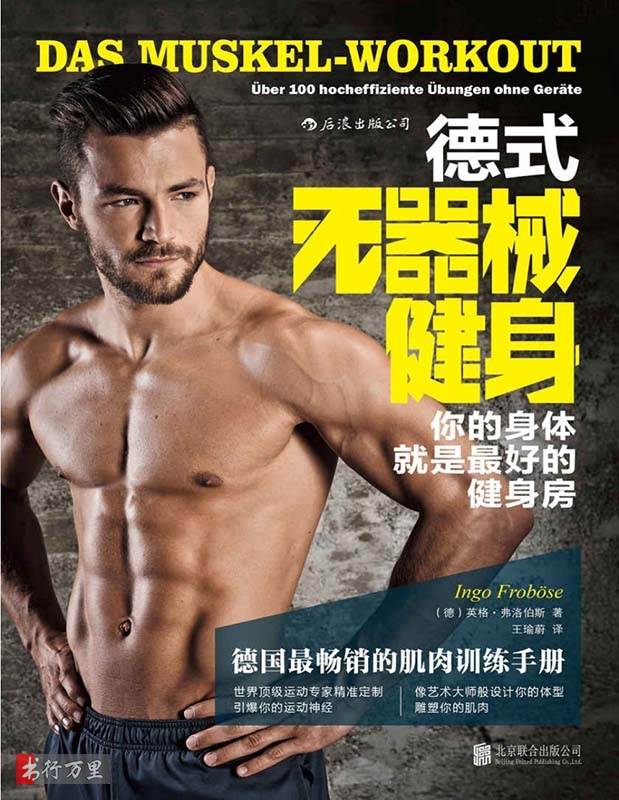 DAS MUSKEL-WORKOUT
Über 100 hocheffiziente Übungen ohne Geräte
后浪出版公司
德式
无器械
健身
你的身体
就是最好的
健身房
Ingo Froböse
（德）英格·弗洛伯斯 著
王瑜蔚 译
德国最畅销的肌肉训练手册
世界顶级运动专家精准定制
引爆你的运动神经
像艺术大师般设计你的体型
雕塑你的肌肉
北京联合出版公司
Beijing United Publishing Co.,Ltd.
书行万里